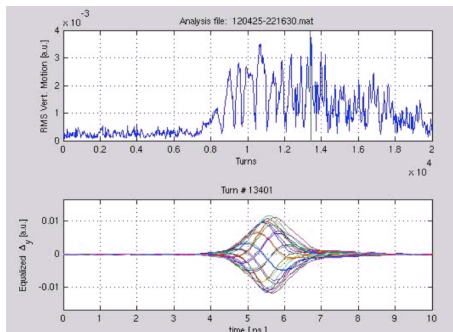 Analysis file: 120425-221630.mat
4 × 10⁻³
RMS Vert. Motion [a.u.]
3
2
1
0
0 0.2 0.4 0.6 0.8 1 1.2 1.4 1.6 1.8 2
Turns
× 10⁴
Turn # 13401
Equalized Δy [a.u.]
0.01
0
-0.01
0 1 2 3 4 5 6 7 8 9 10
time [ns]